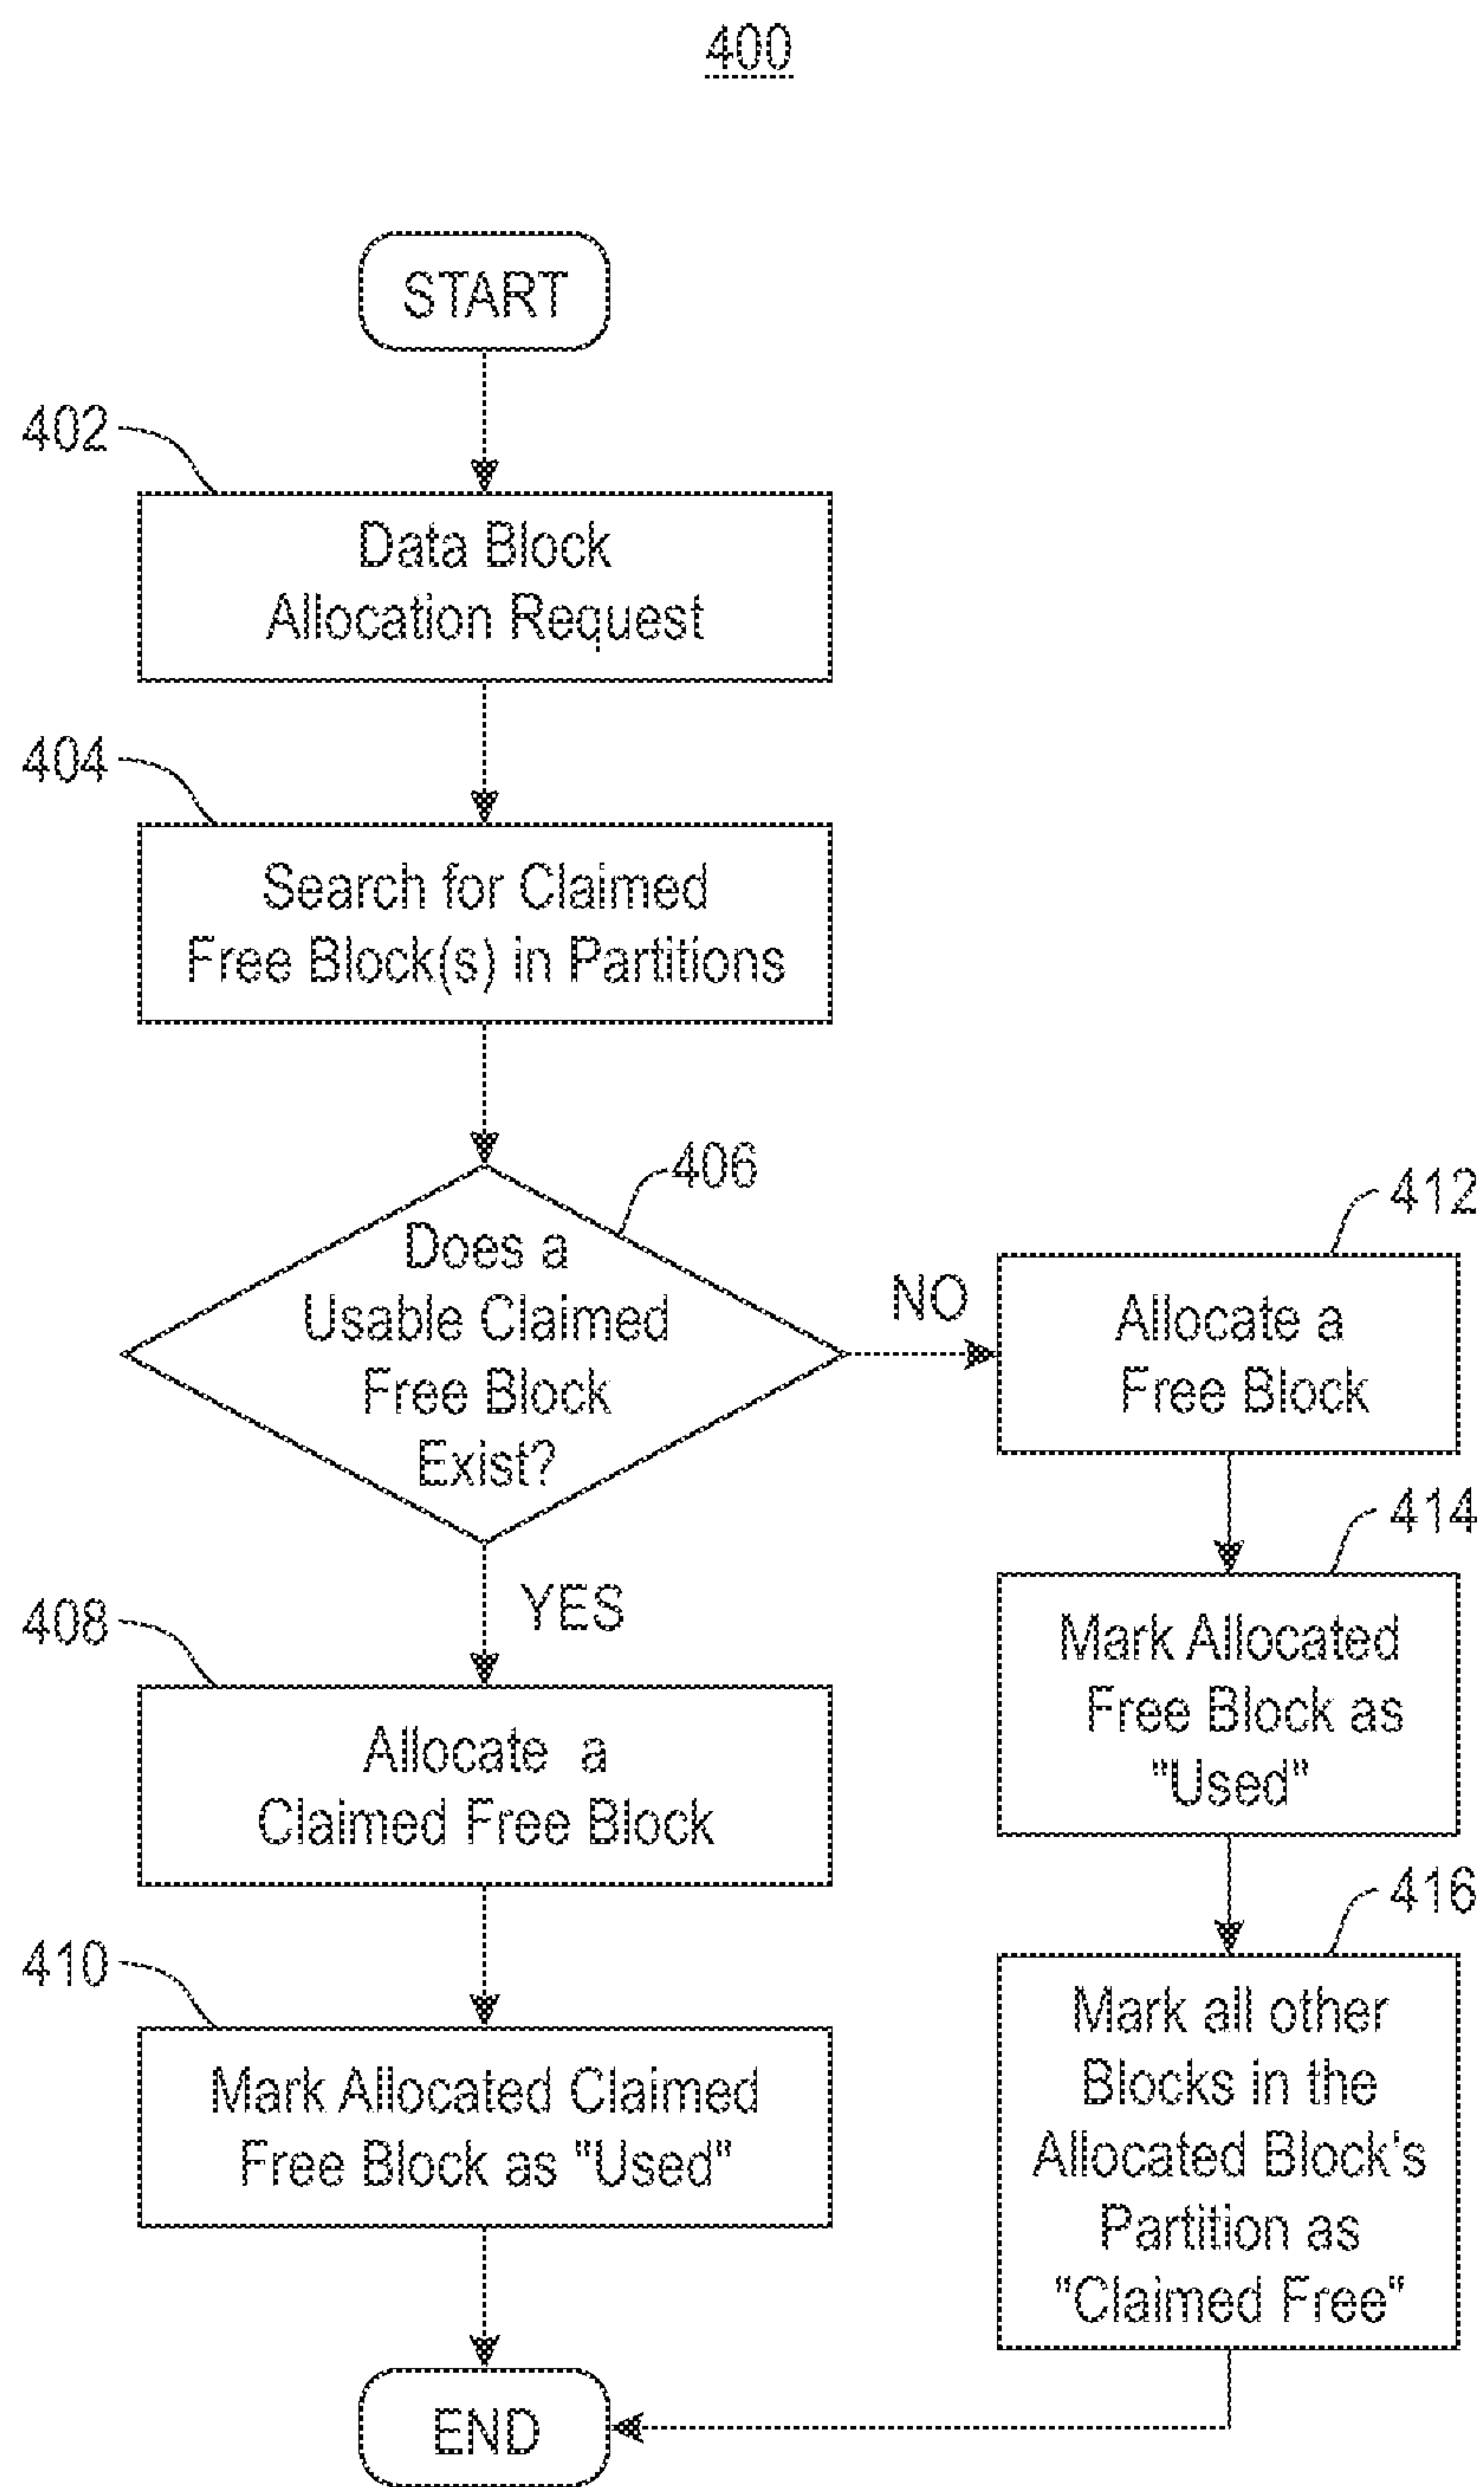 400
START
402
Data Block
Allocation Request
404
Search for Claimed
Free Block(s) in Partitions
406
Does a
Usable Claimed
Free Block
Exist?
NO
YES
408
Allocate a
Claimed Free Block
410
Mark Allocated Claimed
Free Block as "Used"
412
Allocate a
Free Block
414
Mark Allocated
Free Block as
"Used"
416
Mark all other
Blocks in the
Allocated Block's
Partition as
"Claimed Free"
END